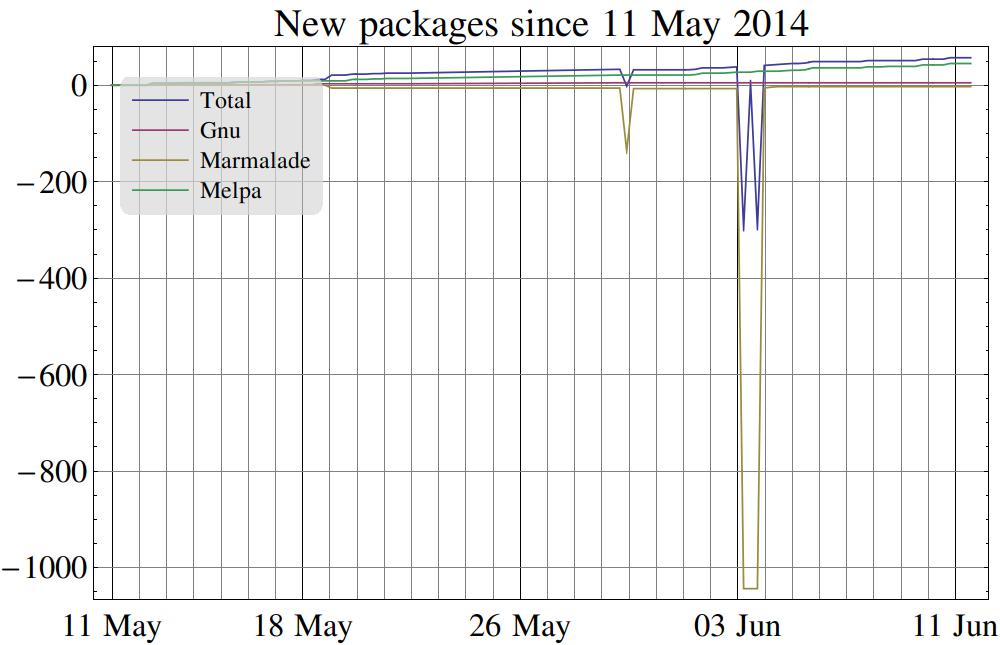 New packages since 11 May 2014
0
−200
−400
−600
−800
−1000
Total
Gnu
Marmalade
Melpa
11 May 18 May 26 May 03 Jun 11 Jun